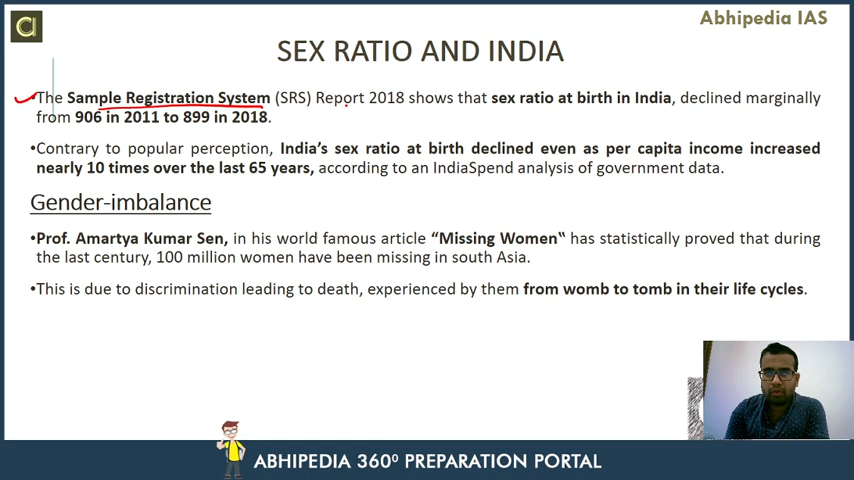 Abhipedia IAS
SEX RATIO AND INDIA
•The Sample Registration System (SRS) Report 2018 shows that sex ratio at birth in India, declined marginally
from 906 in 2011 to 899 in 2018.
•Contrary to popular perception, India's sex ratio at birth declined even as per capita income increased
nearly 10 times over the last 65 years, according to an IndiaSpend analysis of government data.
Gender-imbalance
•Prof. Amartya Kumar Sen, in his world famous article "Missing Women" has statistically proved that during
the last century, 100 million women have been missing in south Asia.
•This is due to discrimination leading to death, experienced by them from womb to tomb in their life cycles.
ABHIPEDIA 360⁰ PREPARATION PORTAL